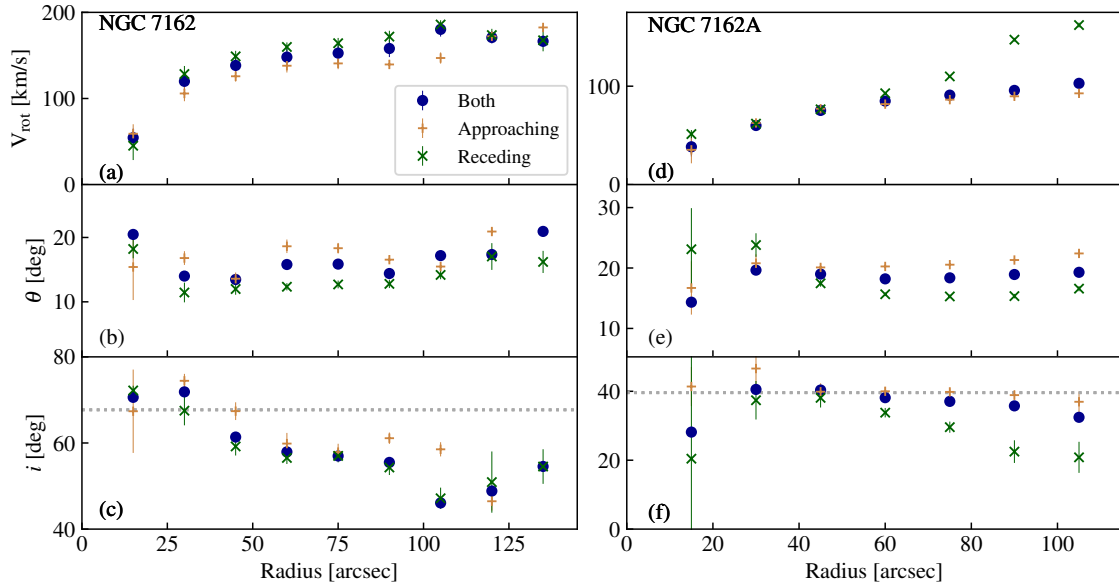 NGC 7162
V_rot [km/s]
200
100
0
Both
Approaching
Receding
(a)
θ [deg]
20
10
(b)
i [deg]
80
60
40
(c)
0 25 50 75 100 125
Radius [arcsec]
NGC 7162A
100
0
(d)
30
20
10
(e)
40
20
0
(f)
0 20 40 60 80 100
Radius [arcsec]